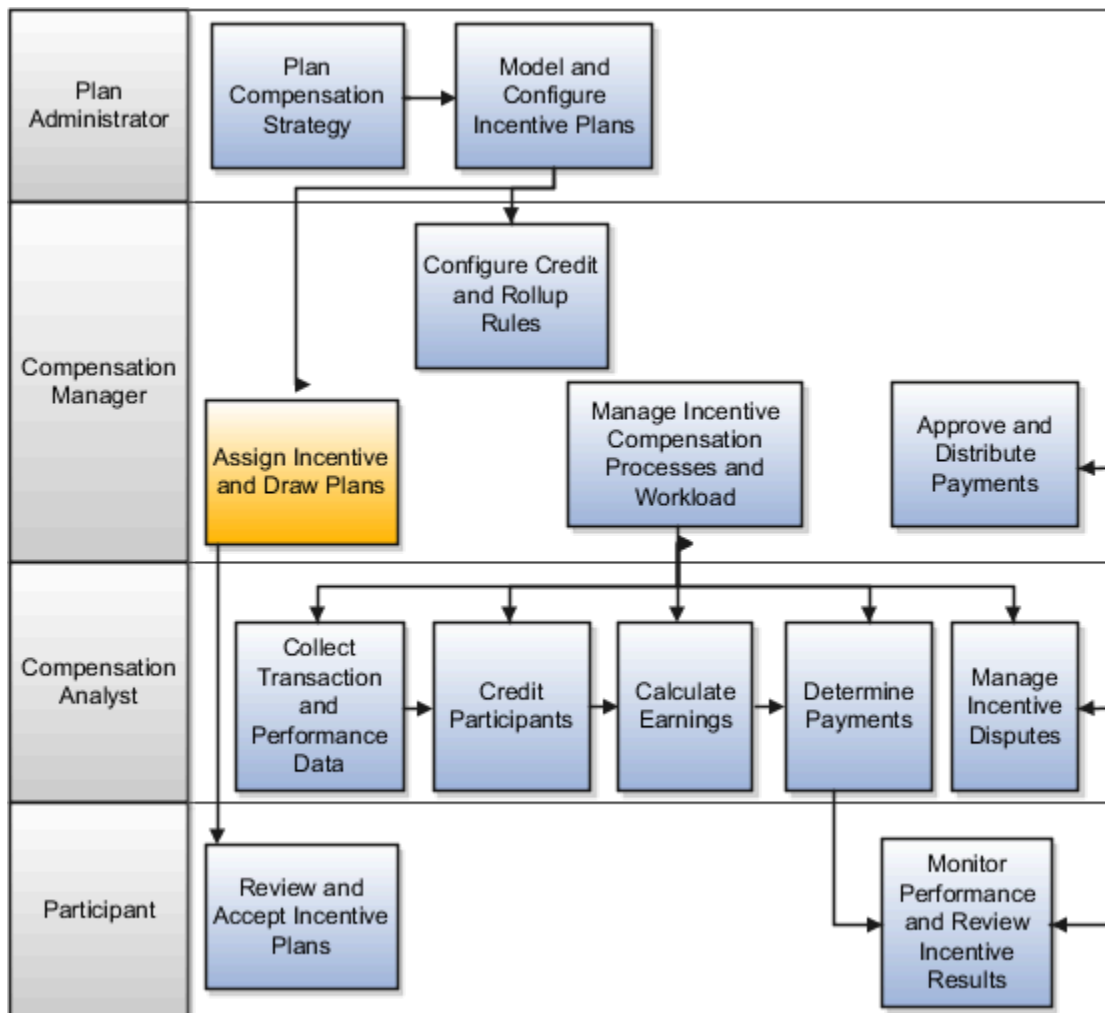 Plan
Administrator
Plan
Compensation
Strategy
Model and
Configure
Incentive Plans
Compensation
Manager
Configure Credit
and Rollup
Rules
Assign Incentive
and Draw Plans
Manage Incentive
Compensation
Processes and
Workload
Approve and
Distribute
Payments
Compensation
Analyst
Collect
Transaction
and
Performance
Data
Credit
Participants
Calculate
Earnings
Determine
Payments
Manage
Incentive
Disputes
Participant
Review and
Accept Incentive
Plans
Monitor
Performance
and Review
Incentive
Results